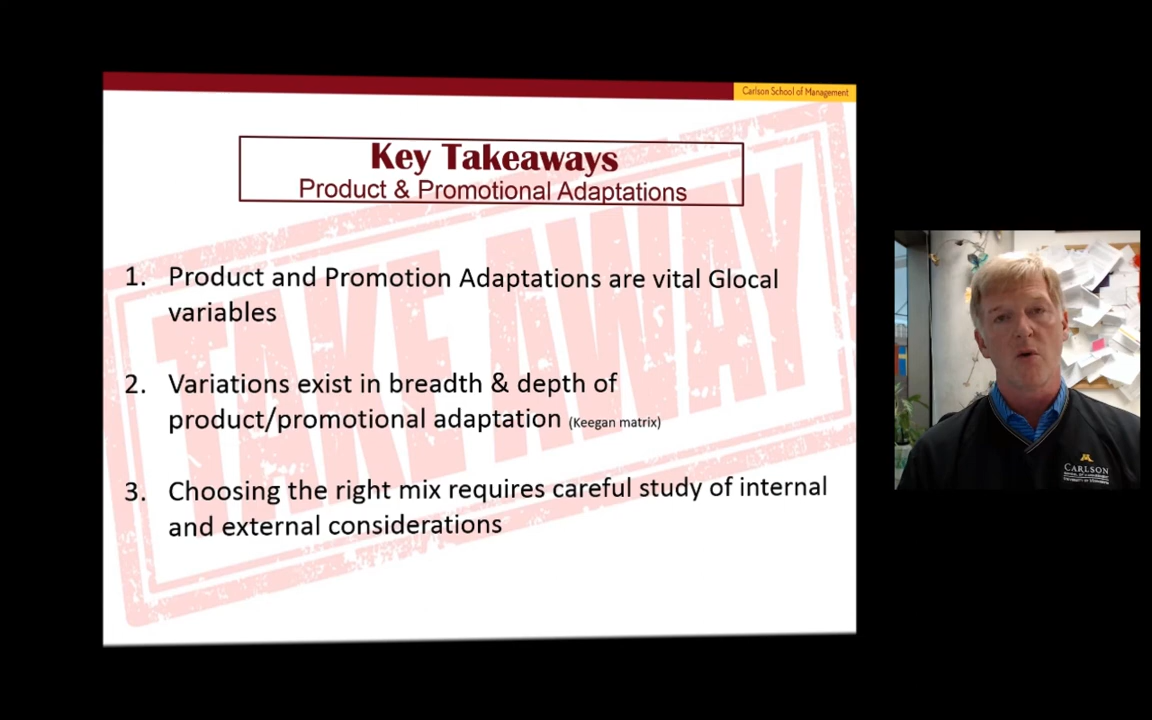 Carlson School of Management
Key Takeaways
Product & Promotional Adaptations
TAKE AWAY
1. Product and Promotion Adaptations are vital Glocal
variables
2. Variations exist in breadth & depth of
product/promotional adaptation (Keegan matrix)
3. Choosing the right mix requires careful study of internal
and external considerations
M
CARLSON